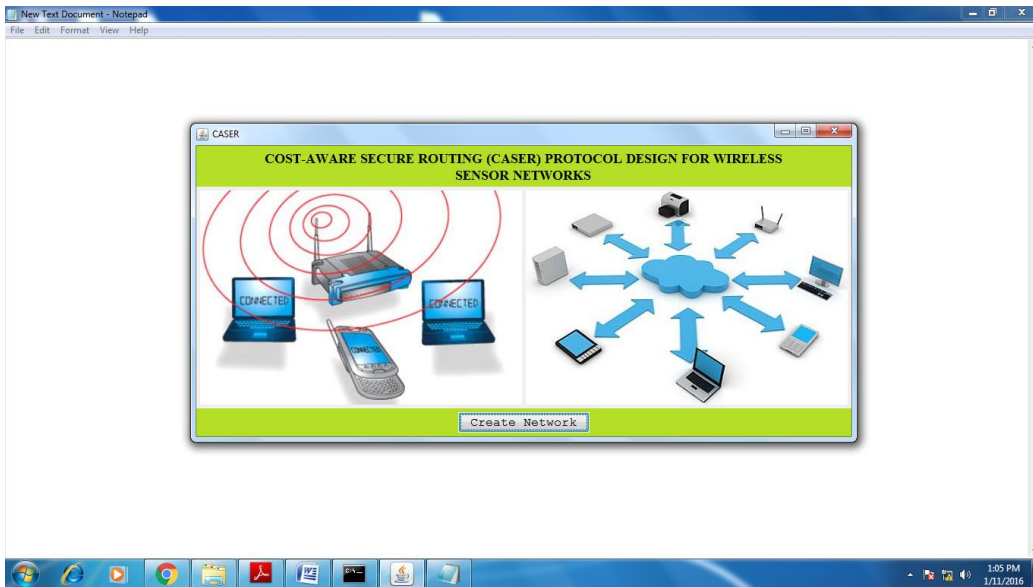 New Text Document - Notepad
File Edit Format View Help
CASER
COST-AWARE SECURE ROUTING (CASER) PROTOCOL DESIGN FOR WIRELESS
SENSOR NETWORKS
CONNECTED
CONNECTED
CONNECTED
Create Network
1:05 PM
1/11/2016